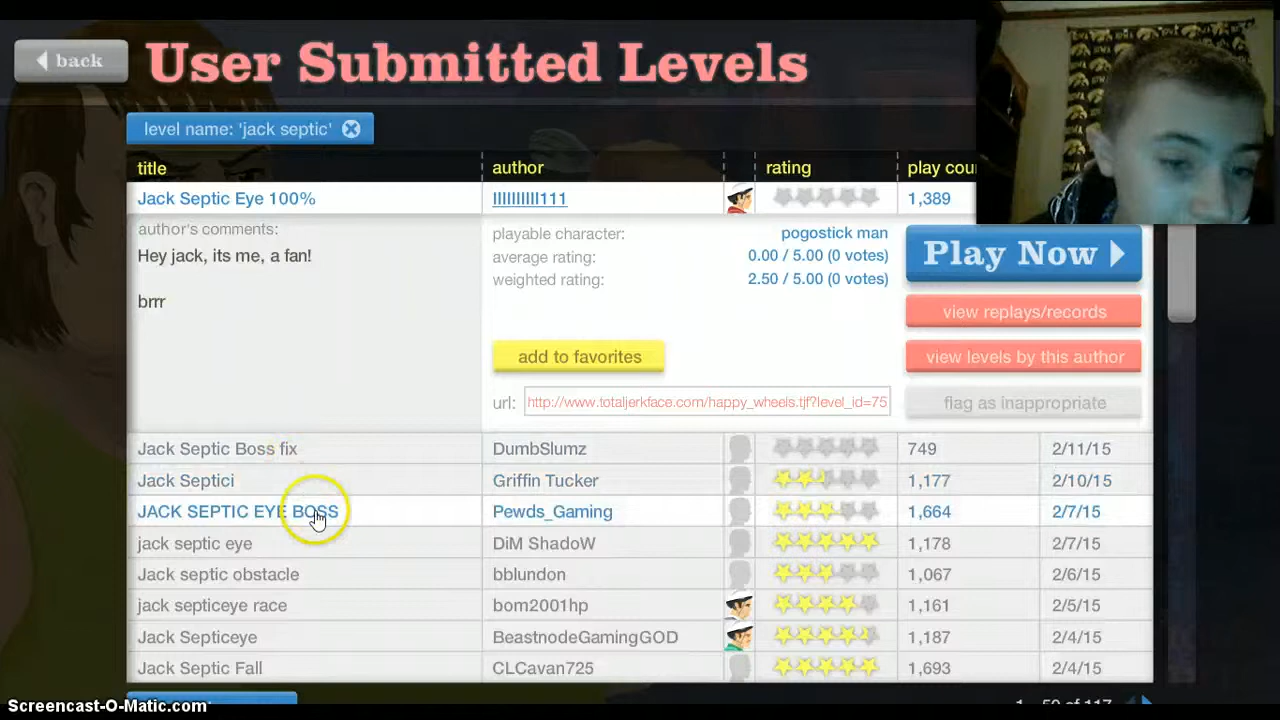 back
User Submitted Levels
level name: 'jack septic'
title author rating play cou
Jack Septic Eye 100% llllllllll111 1,389
author's comments:
Hey jack, its me, a fan!
brrr
playable character: pogostick man
average rating: 0.00 / 5.00 (0 votes)
weighted rating: 2.50 / 5.00 (0 votes)
add to favorites
url: http://www.totaljerkface.com/happy_wheels.tjf?level_id=75
Play Now
view replays/records
view levels by this author
flag as inappropriate
Jack Septic Boss fix DumbSlumz 749 2/11/15
Jack Septici Griffin Tucker 1,177 2/10/15
JACK SEPTIC EYE BOSS Pewds_Gaming 1,664 2/7/15
jack septic eye DiM ShadoW 1,178 2/7/15
Jack septic obstacle bblundon 1,067 2/6/15
jack septiceye race bom2001hp 1,161 2/5/15
Jack Septiceye BeastnodeGamingGOD 1,187 2/4/15
Jack Septic Fall CLCavan725 1,693 2/4/15
1 - 50 of 117
Screencast-O-Matic.com